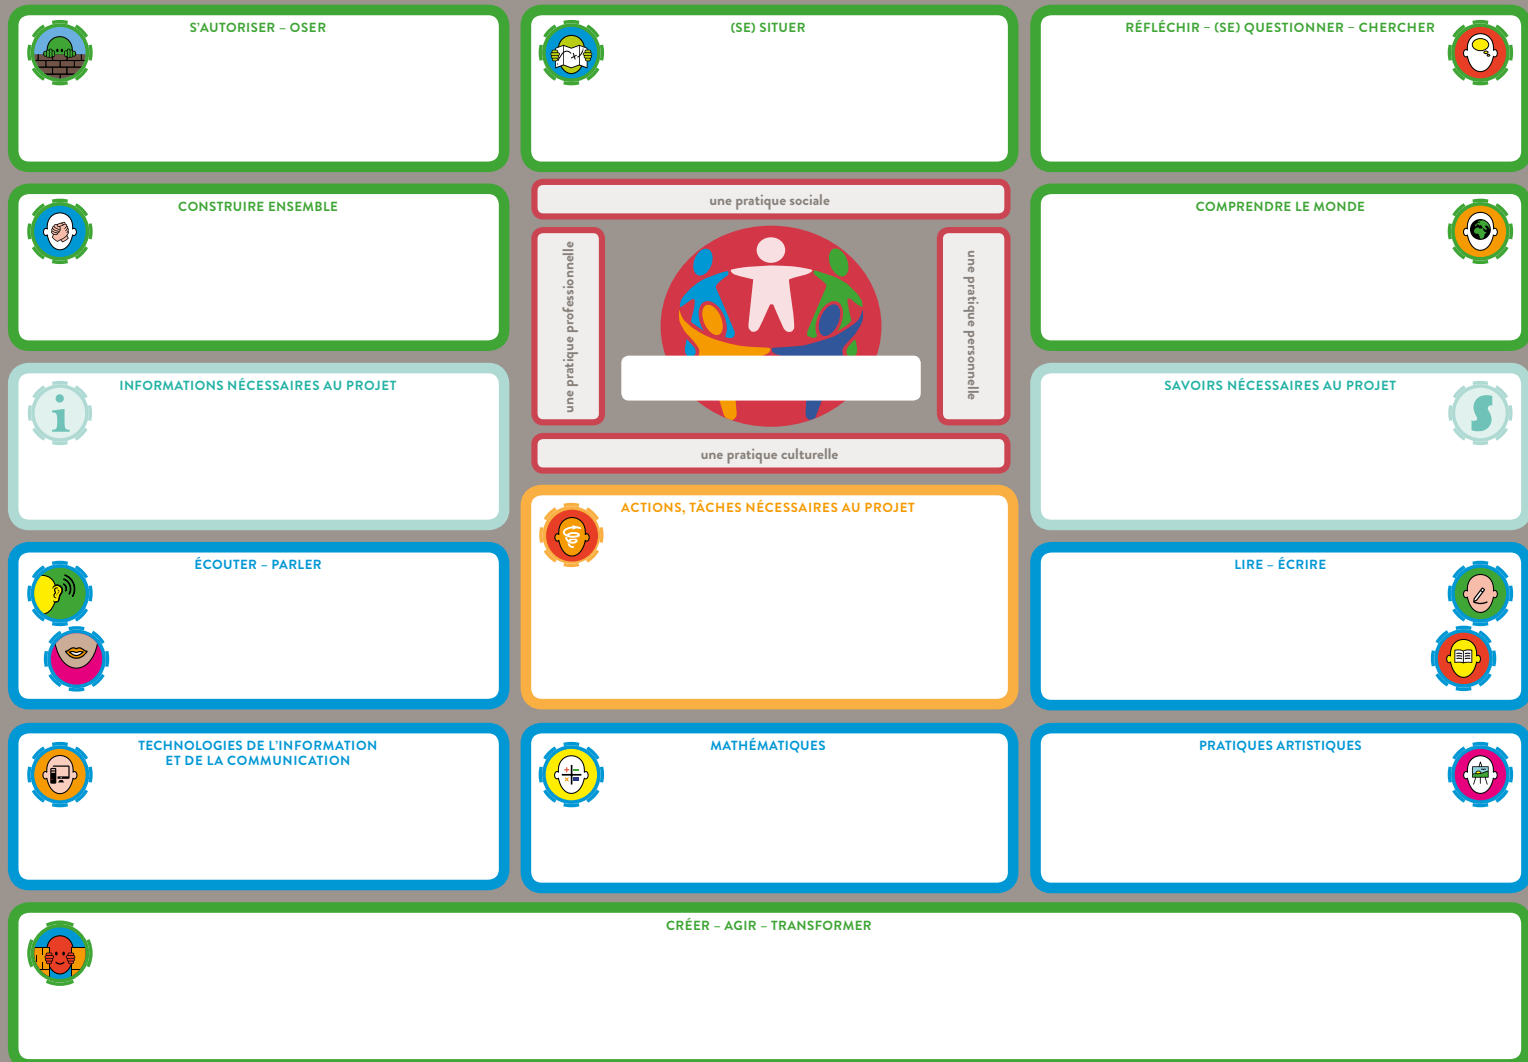 S’AUTORISER – OSER
(SE) SITUER
RÉFLÉCHIR – (SE) QUESTIONNER – CHERCHER
CONSTRUIRE ENSEMBLE
une pratique sociale
une pratique professionnelle
une pratique personnelle
une pratique culturelle
COMPRENDRE LE MONDE
INFORMATIONS NÉCESSAIRES AU PROJET
i
SAVOIRS NÉCESSAIRES AU PROJET
S
ACTIONS, TÂCHES NÉCESSAIRES AU PROJET
ÉCOUTER – PARLER
LIRE – ÉCRIRE
TECHNOLOGIES DE L’INFORMATION
ET DE LA COMMUNICATION
MATHÉMATIQUES
PRATIQUES ARTISTIQUES
CRÉER – AGIR – TRANSFORMER